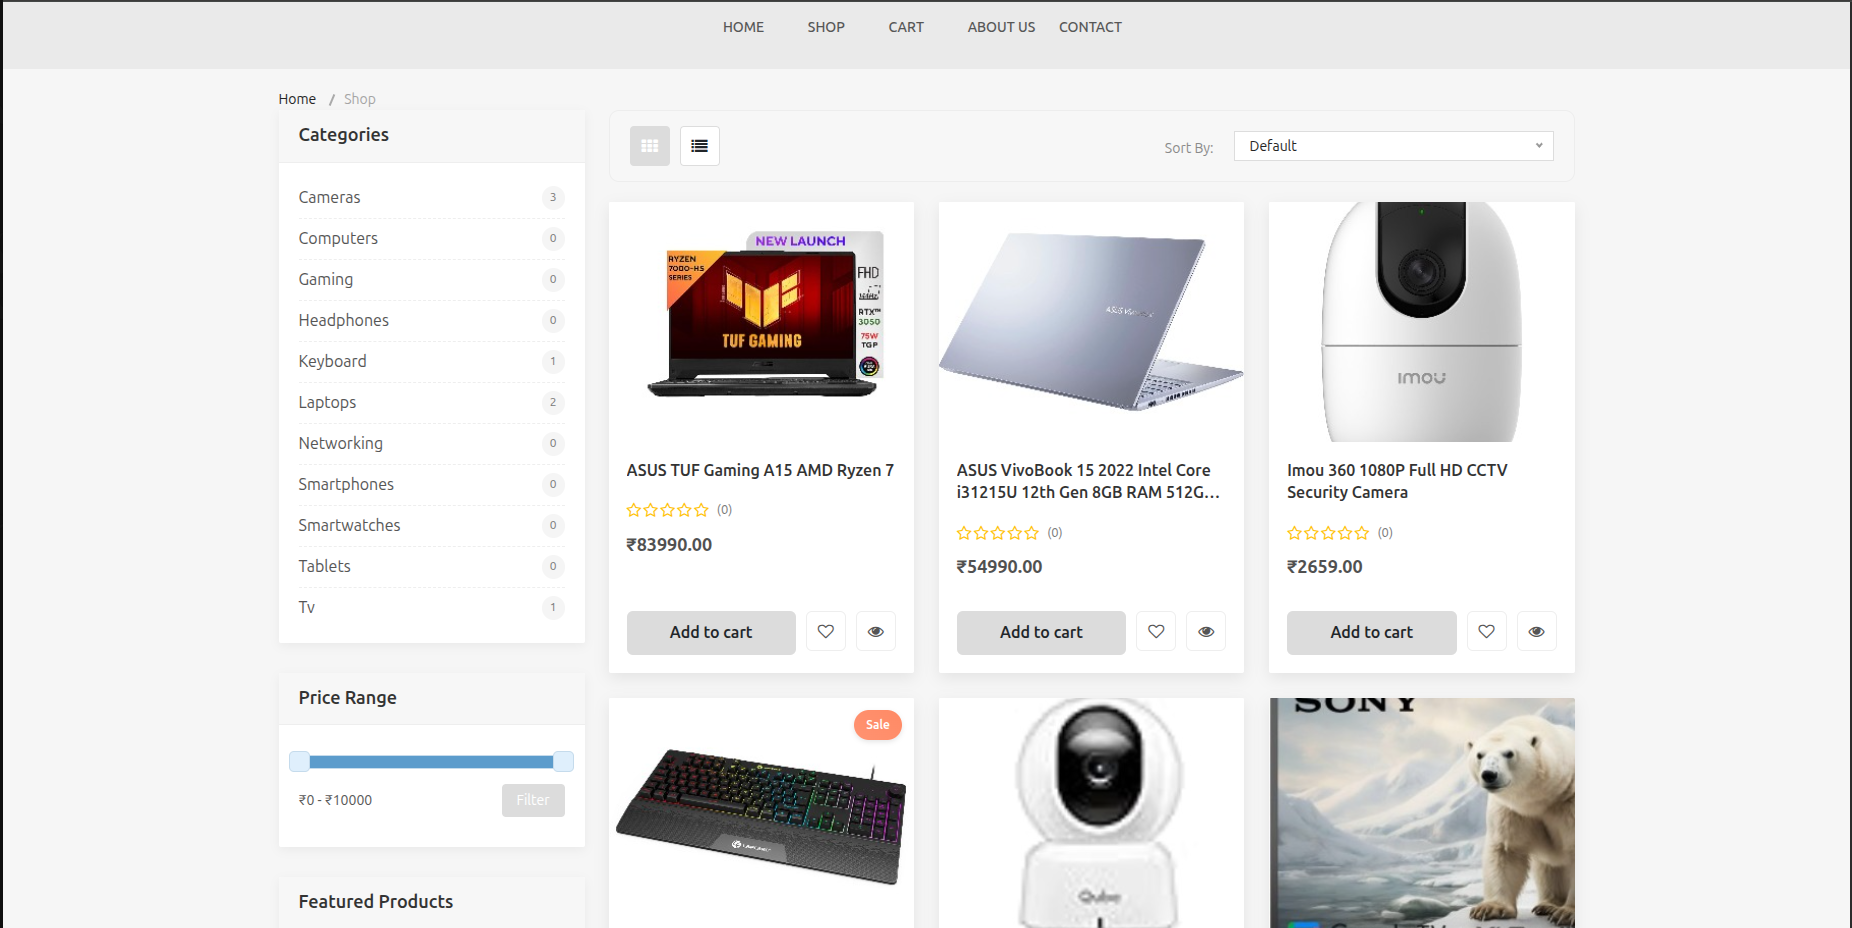 HOME SHOP CART ABOUT US CONTACT
Home / Shop
Categories
Cameras 3
Computers 0
Gaming 0
Headphones 0
Keyboard 1
Laptops 2
Networking 0
Smartphones 0
Smartwatches 0
Tablets 0
Tv 1
Price Range
₹0 - ₹10000 Filter
Featured Products
Sort By: Default
NEW LAUNCH
RYZEN
7000-HS
SERIES
FHD
RTX™
3050
75W
TGP
TUF GAMING
ASUS TUF Gaming A15 AMD Ryzen 7
(0)
₹83990.00
Add to cart
ASUS VivoBook 15 2022 Intel Core
i31215U 12th Gen 8GB RAM 512G...
(0)
₹54990.00
Add to cart
imou
Imou 360 1080P Full HD CCTV
Security Camera
(0)
₹2659.00
Add to cart
Sale
Qubo
SONY